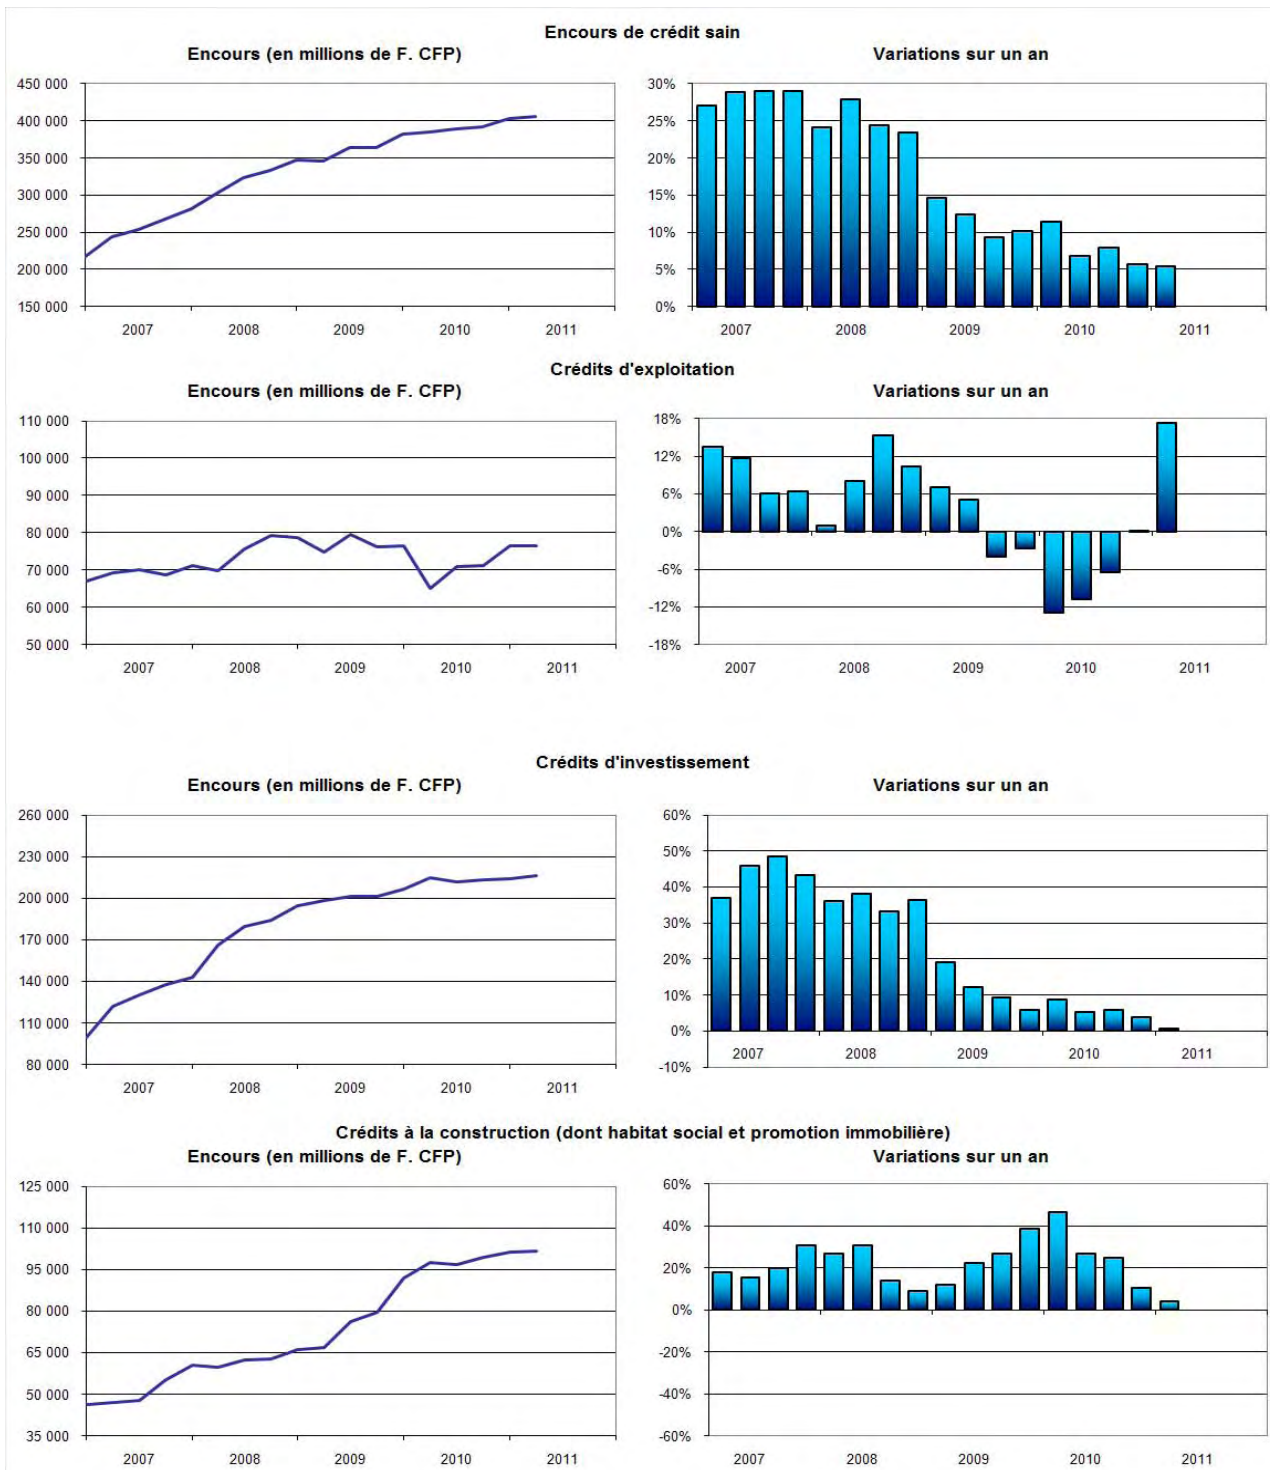 Encours de crédit sain
Encours (en millions de F. CFP)
Variations sur un an
450 000
400 000
350 000
300 000
250 000
200 000
150 000
2007 2008 2009 2010 2011
30%
25%
20%
15%
10%
5%
0%
2007 2008 2009 2010 2011
Crédits d'exploitation
Encours (en millions de F. CFP)
Variations sur un an
110 000
100 000
90 000
80 000
70 000
60 000
50 000
2007 2008 2009 2010 2011
18%
12%
6%
0%
-6%
-12%
-18%
2007 2008 2009 2010 2011
Crédits d'investissement
Encours (en millions de F. CFP)
Variations sur un an
260 000
230 000
200 000
170 000
140 000
110 000
80 000
2007 2008 2009 2010 2011
60%
50%
40%
30%
20%
10%
0%
2007 2008 2009 2010 2011
-10%
Crédits à la construction (dont habitat social et promotion immobilière)
Encours (en millions de F. CFP)
Variations sur un an
125 000
110 000
95 000
80 000
65 000
50 000
35 000
2007 2008 2009 2010 2011
60%
40%
20%
0%
-20%
-40%
-60%
2007 2008 2009 2010 2011